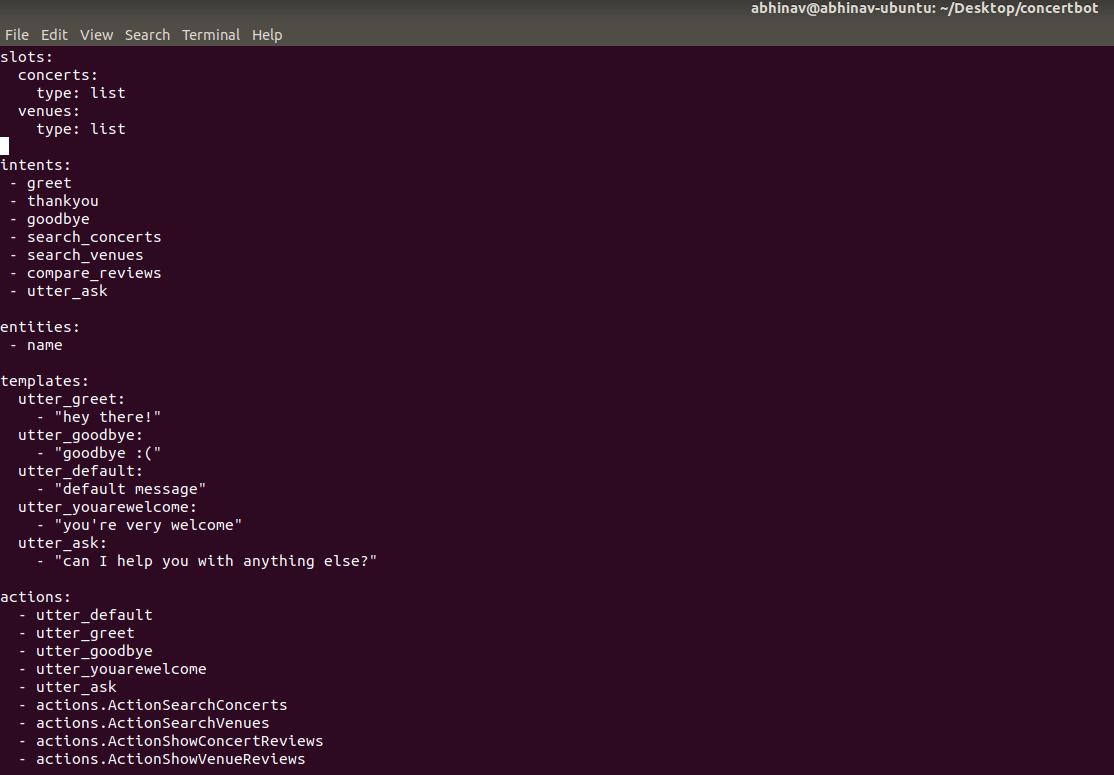 abhinav@abhinav-ubuntu: ~/Desktop/concertbot
File Edit View Search Terminal Help
slots:
  concerts:
    type: list
  venues:
    type: list

intents:
 - greet
 - thankyou
 - goodbye
 - search_concerts
 - search_venues
 - compare_reviews
 - utter_ask

entities:
 - name

templates:
  utter_greet:
    - "hey there!"
  utter_goodbye:
    - "goodbye :("
  utter_default:
    - "default message"
  utter_youarewelcome:
    - "you're very welcome"
  utter_ask:
    - "can I help you with anything else?"

actions:
  - utter_default
  - utter_greet
  - utter_goodbye
  - utter_youarewelcome
  - utter_ask
  - actions.ActionSearchConcerts
  - actions.ActionSearchVenues
  - actions.ActionShowConcertReviews
  - actions.ActionShowVenueReviews